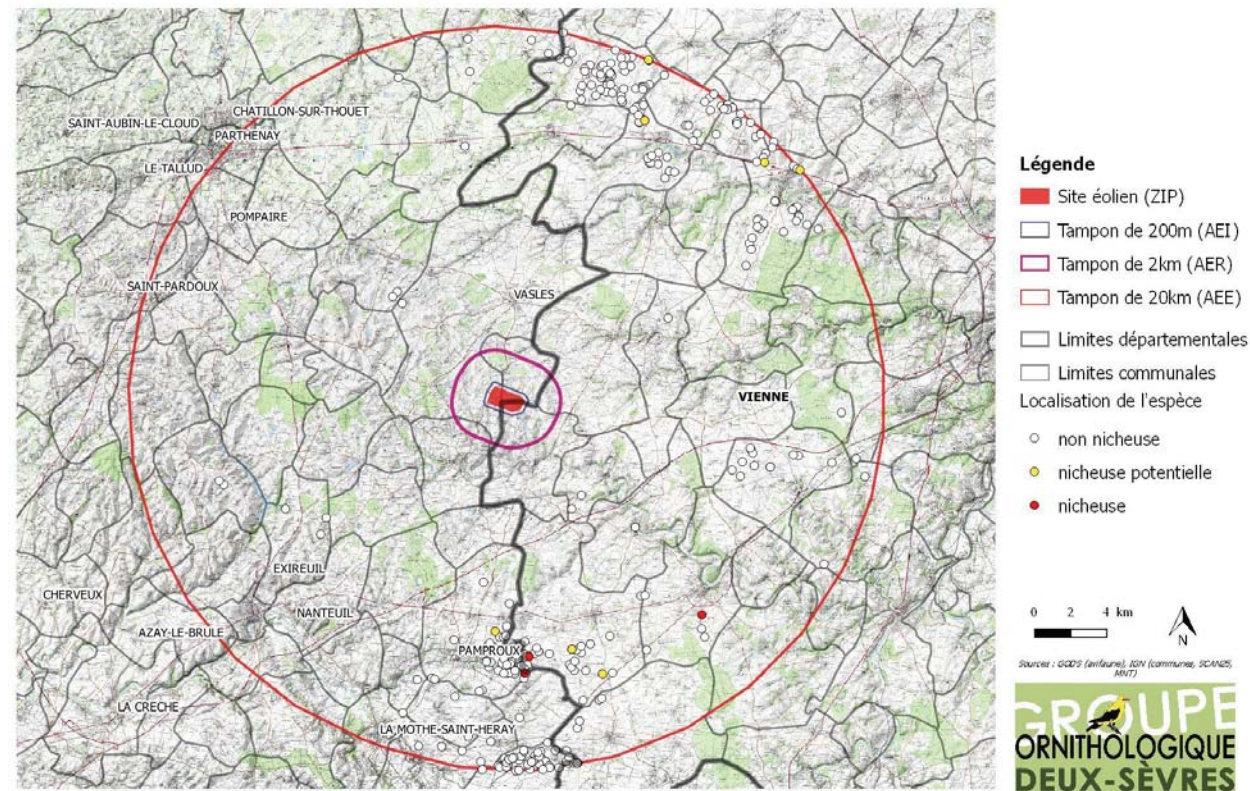 CHATILLON-SUR-THOUET
SAINT-AUBIN-LE-CLOUD
PARTHENAY
LE TALLUD
POMPAIRE
SAINT-PARDOUX
VASLES
VIENNE
EXIREUIL
CHERVEUX
NANTEUIL
AZAY-LE-BRULE
PAMPROUX
LA CRECHE
LA MOTHE-SAINT-HERAY
Légende
Site éolien (ZIP)
Tampon de 200m (AEI)
Tampon de 2km (AER)
Tampon de 20km (AEE)
Limites départementales
Limites communales
Localisation de l'espèce
non nicheuse
nicheuse potentielle
nicheuse
0 2 4 km
N
Sources : GODS (avifaune), IGN (communes, SCAN25, MNT)
GROUPE
ORNITHOLOGIQUE
DEUX-SÈVRES